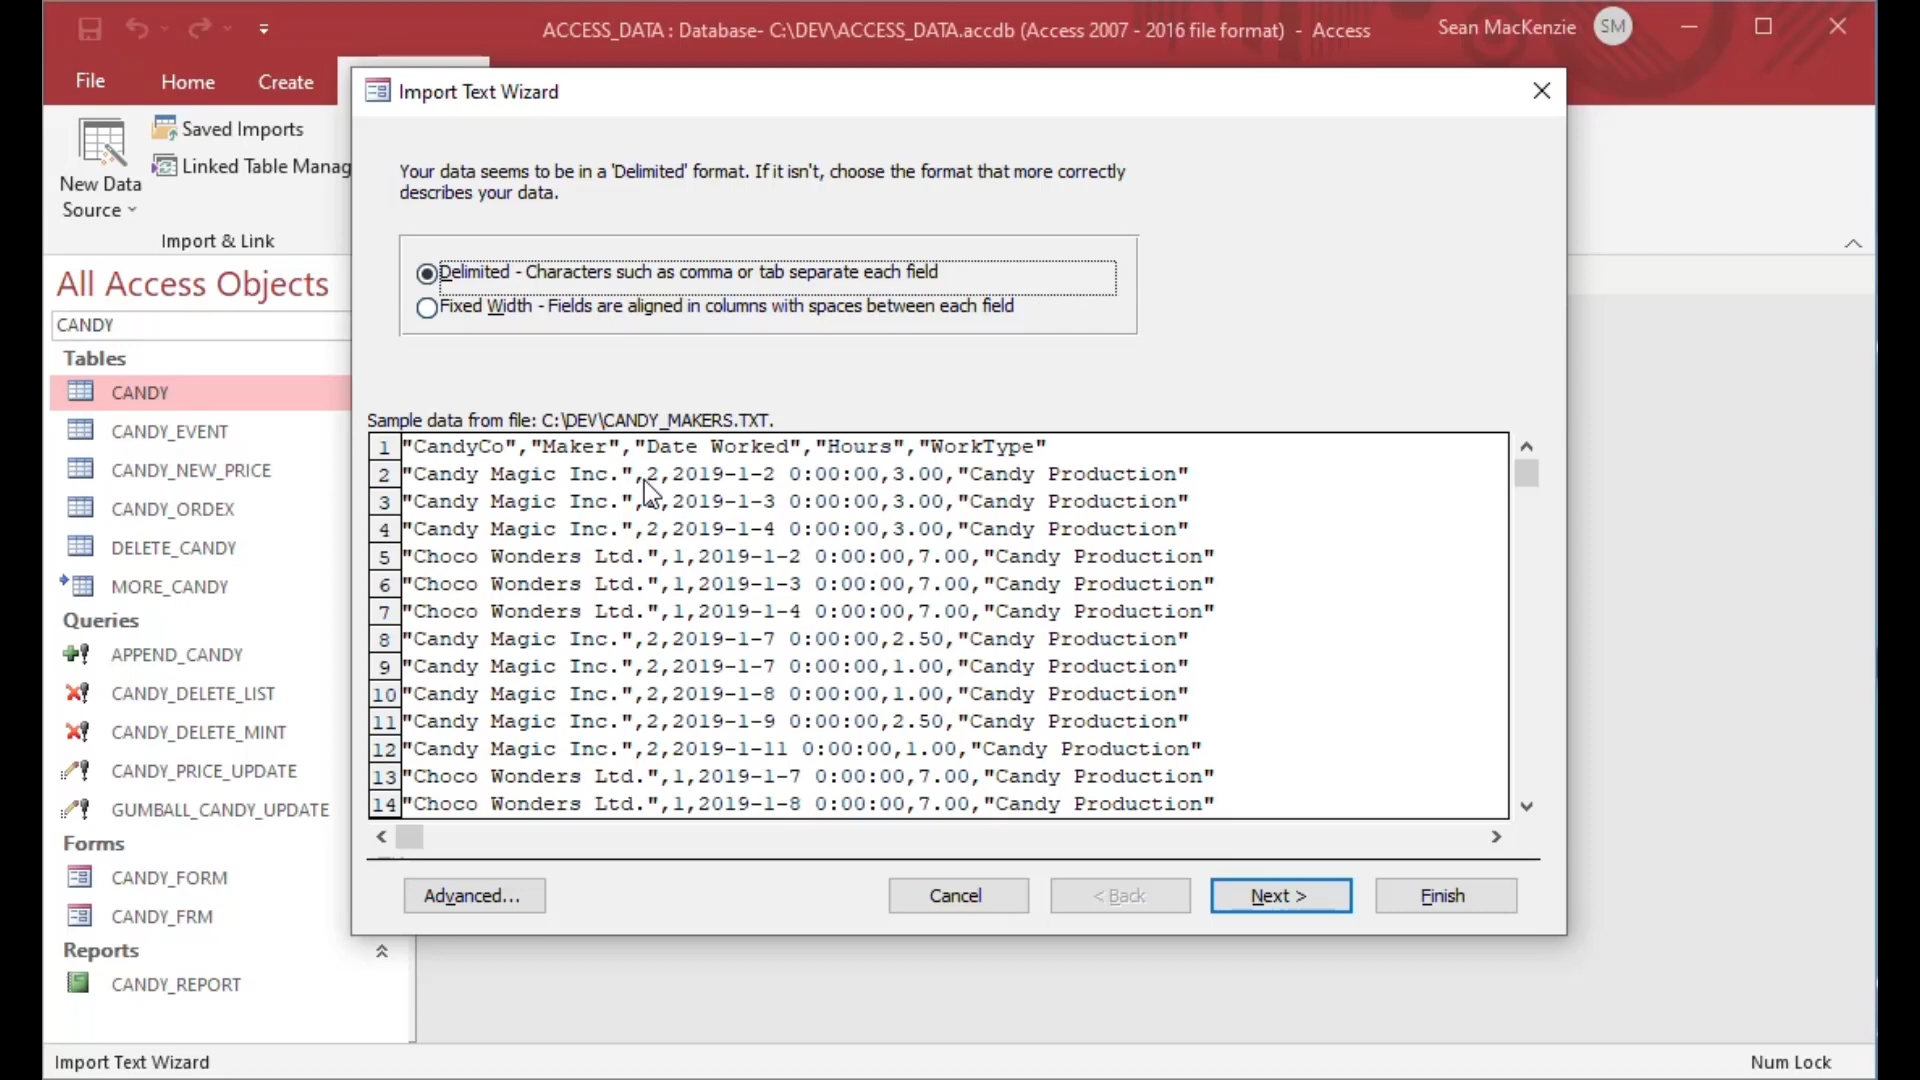 ACCESS_DATA : Database- C:\DEV\ACCESS_DATA.accdb (Access 2007 - 2016 file format)  -  Access
Sean MacKenzie
SM
File
Home
Create
Saved Imports
Linked Table Manag
New Data
Source
Import & Link
All Access Objects
CANDY
Tables
CANDY
CANDY_EVENT
CANDY_NEW_PRICE
CANDY_ORDEX
DELETE_CANDY
MORE_CANDY
Queries
APPEND_CANDY
CANDY_DELETE_LIST
CANDY_DELETE_MINT
CANDY_PRICE_UPDATE
GUMBALL_CANDY_UPDATE
Forms
CANDY_FORM
CANDY_FRM
Reports
CANDY_REPORT
Import Text Wizard
Your data seems to be in a 'Delimited' format. If it isn't, choose the format that more correctly
describes your data.
Delimited - Characters such as comma or tab separate each field
Fixed Width - Fields are aligned in columns with spaces between each field
Sample data from file: C:\DEV\CANDY_MAKERS.TXT.
1 "CandyCo","Maker","Date Worked","Hours","WorkType"
2 "Candy Magic Inc.",2,2019-1-2 0:00:00,3.00,"Candy Production"
3 "Candy Magic Inc.",2,2019-1-3 0:00:00,3.00,"Candy Production"
4 "Candy Magic Inc.",2,2019-1-4 0:00:00,3.00,"Candy Production"
5 "Choco Wonders Ltd.",1,2019-1-2 0:00:00,7.00,"Candy Production"
6 "Choco Wonders Ltd.",1,2019-1-3 0:00:00,7.00,"Candy Production"
7 "Choco Wonders Ltd.",1,2019-1-4 0:00:00,7.00,"Candy Production"
8 "Candy Magic Inc.",2,2019-1-7 0:00:00,2.50,"Candy Production"
9 "Candy Magic Inc.",2,2019-1-7 0:00:00,1.00,"Candy Production"
10 "Candy Magic Inc.",2,2019-1-8 0:00:00,1.00,"Candy Production"
11 "Candy Magic Inc.",2,2019-1-9 0:00:00,2.50,"Candy Production"
12 "Candy Magic Inc.",2,2019-1-11 0:00:00,1.00,"Candy Production"
13 "Choco Wonders Ltd.",1,2019-1-7 0:00:00,7.00,"Candy Production"
14 "Choco Wonders Ltd.",1,2019-1-8 0:00:00,7.00,"Candy Production"
Advanced...
Cancel
< Back
Next >
Finish
Import Text Wizard
Num Lock